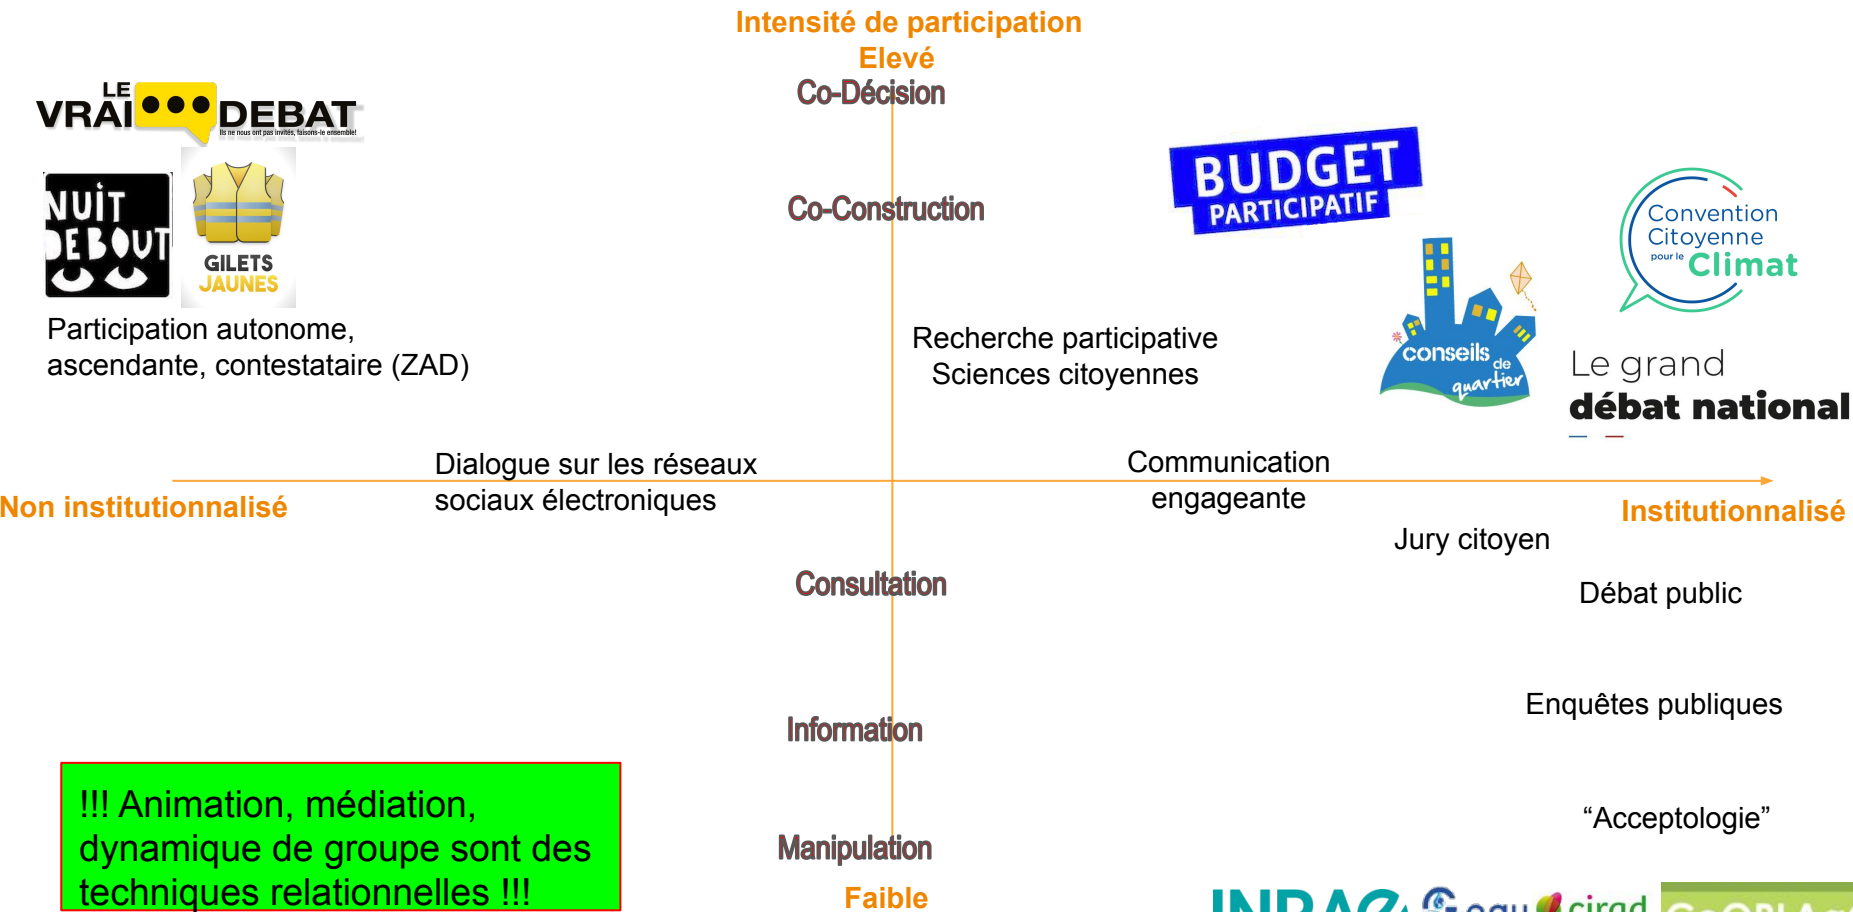 Intensité de participation
Elevé
Co-Décision
LE
VRAI DEBAT
Ils ne nous ont pas invités, faisons-le ensemble!
NUIT
DEBOUT
GILETS
JAUNES
Participation autonome,
ascendante, contestataire (ZAD)
Co-Construction
BUDGET
PARTICIPATIF
Convention
Citoyenne
pour le Climat
Recherche participative
Sciences citoyennes
conseils
de
quartier
Le grand
débat national
Dialogue sur les réseaux
sociaux électroniques
Communication
engageante
Non institutionnalisé
Institutionnalisé
Jury citoyen
Consultation
Débat public
Enquêtes publiques
Information
“Acceptologie”
!!! Animation, médiation,
dynamique de groupe sont des
techniques relationnelles !!!
Manipulation
Faible
INRAE eau cirad